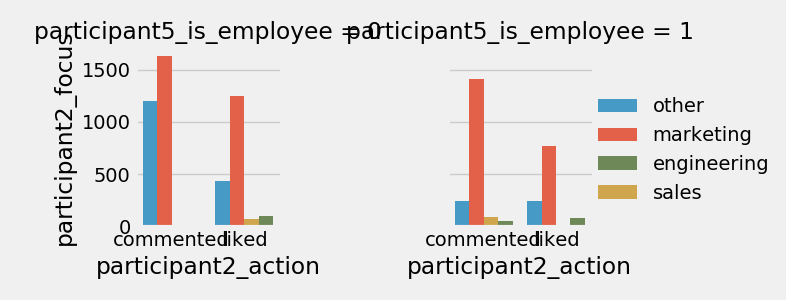 participant5_is_employee = 0
participant5_is_employee = 1
participant2_focus
1500
1000
500
0
commented
liked
commented
liked
participant2_action
participant2_action
other
marketing
engineering
sales